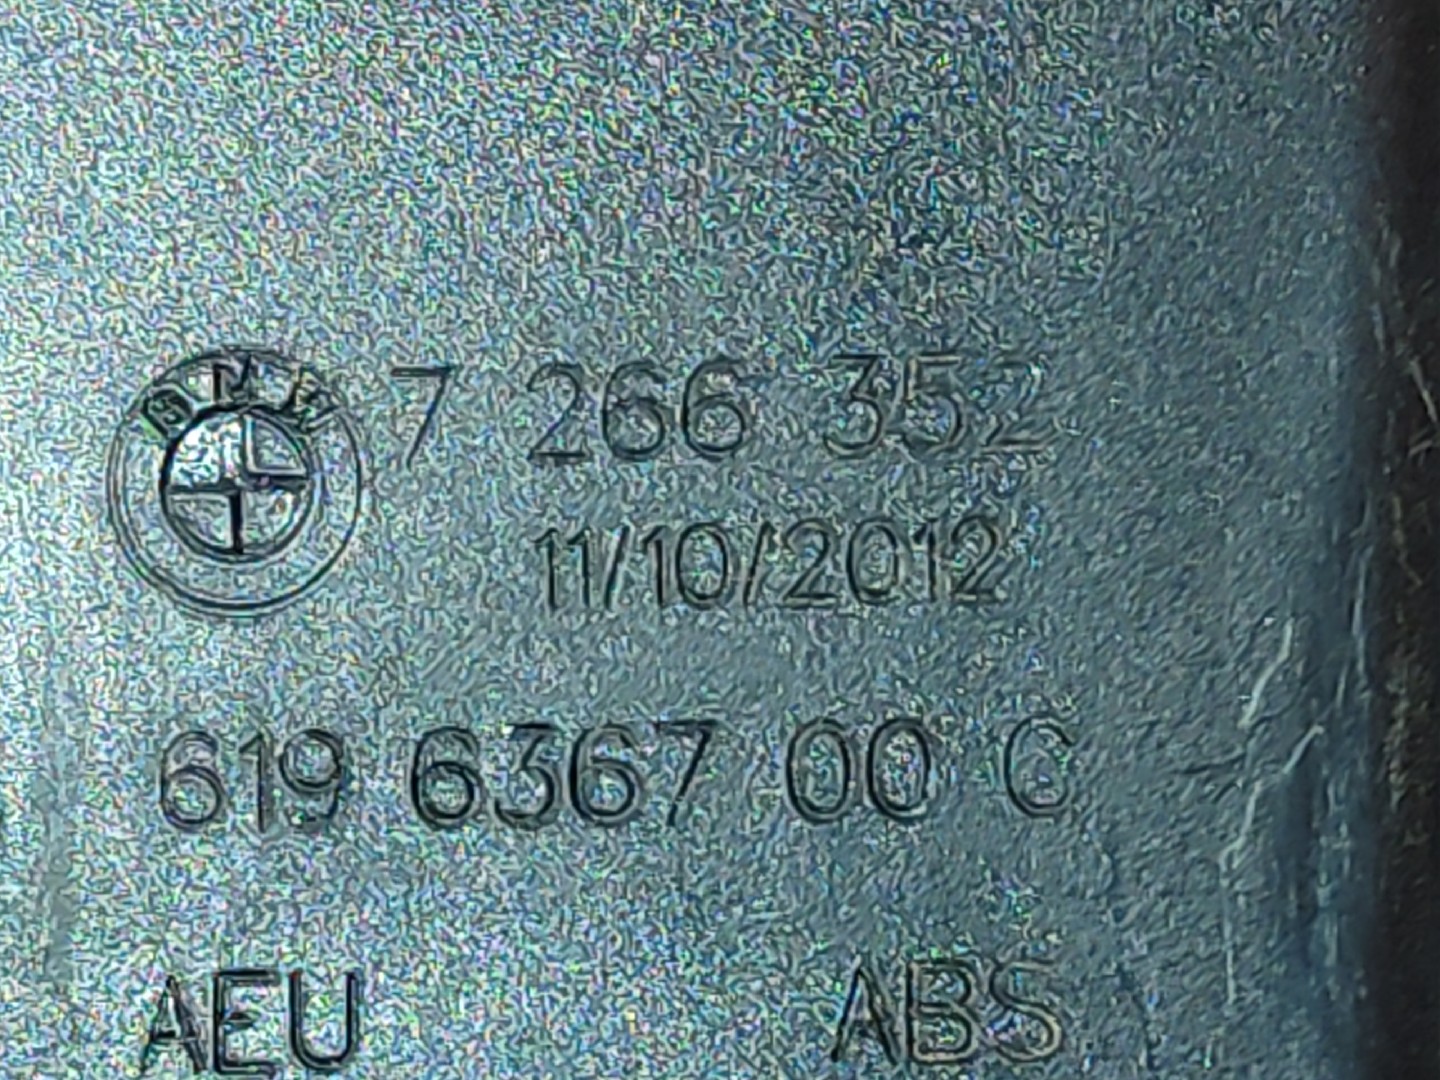 BMW 7 266 352
11/10/2012
619 6367 00 C
AEU ABS